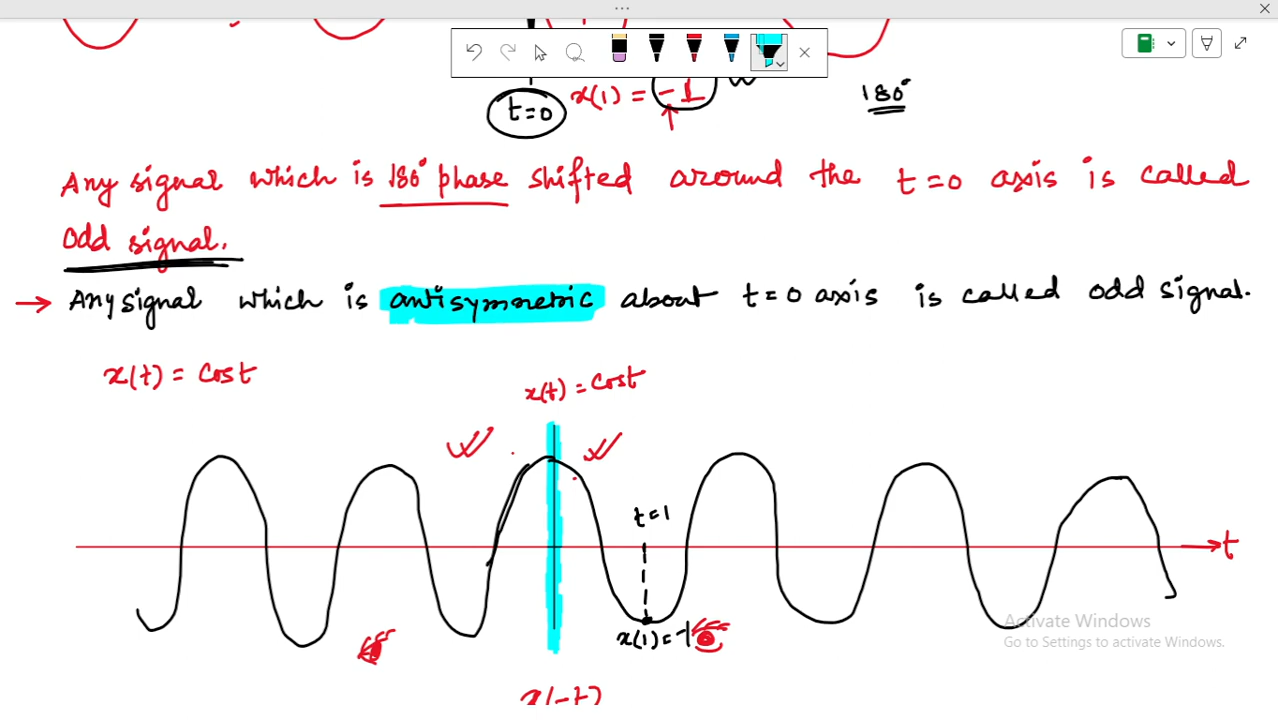 t=0
x(1) = -1
180°
Any signal which is 180° phase shifted around the t=0 axis is called
Odd signal.
→ Any signal which is antisymmetric about t=0 axis is called odd signal.
x(t) = Cost
x(t) = Cost
t=1
t
x(1)=-1
Activate Windows
Go to Settings to activate Windows.
x(-t)